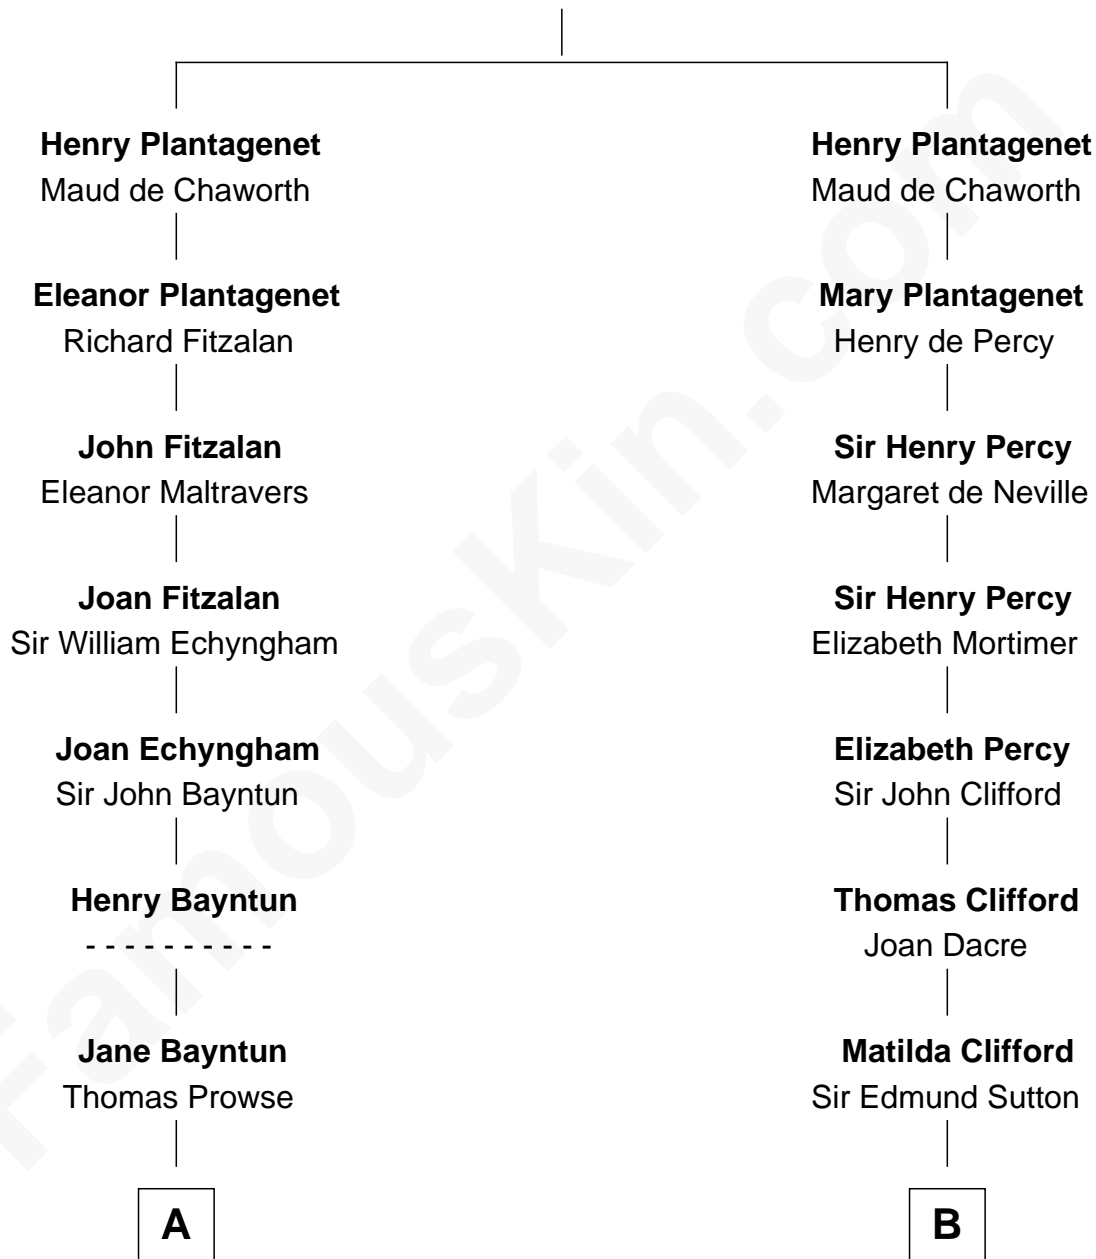 Henry Plantagenet
Maud de Chaworth
Eleanor Plantagenet
Richard Fitzalan
John Fitzalan
Eleanor Maltravers
Joan Fitzalan
Sir William Echyngham
Joan Echyngham
Sir John Bayntun
Henry Bayntun
- - - - - - - - - -
Jane Bayntun
Thomas Prowse
A
Henry Plantagenet
Maud de Chaworth
Mary Plantagenet
Henry de Percy
Sir Henry Percy
Margaret de Neville
Sir Henry Percy
Elizabeth Mortimer
Elizabeth Percy
Sir John Clifford
Thomas Clifford
Joan Dacre
Matilda Clifford
Sir Edmund Sutton
B
FamousKin.com